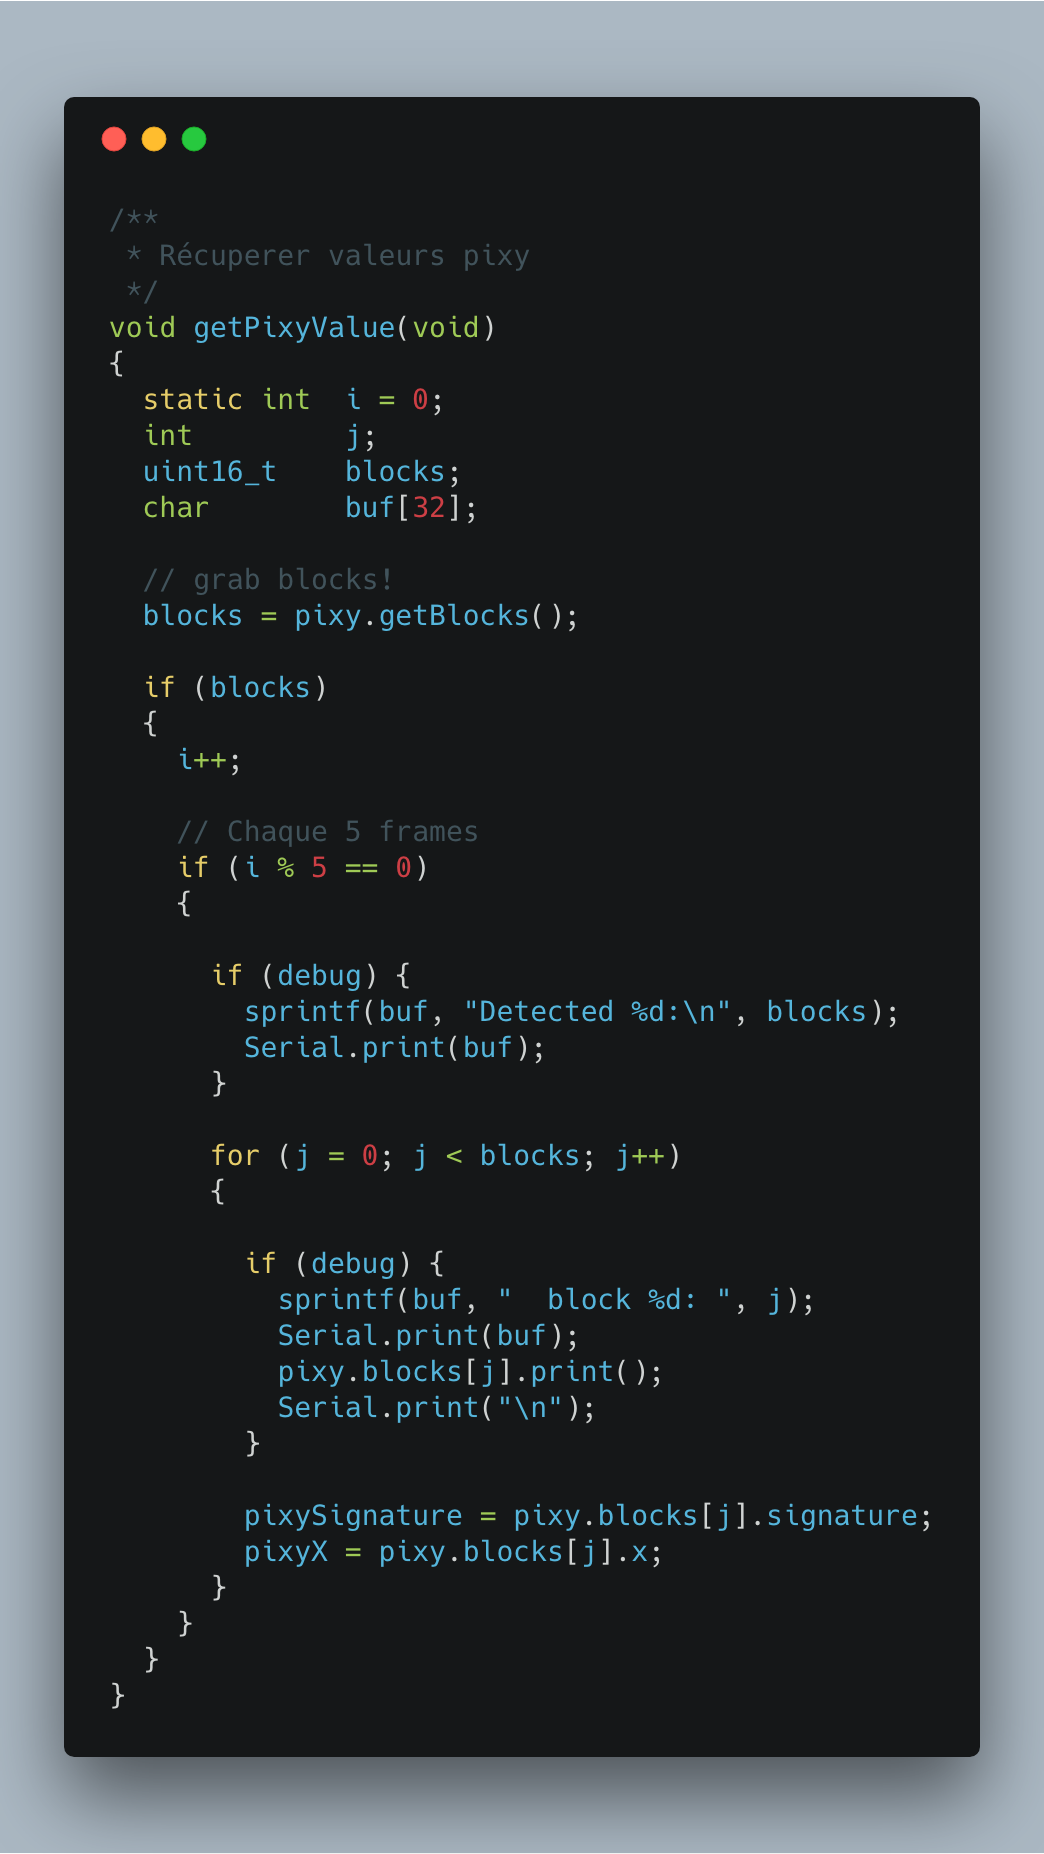 /**
 * Récuperer valeurs pixy
 */
void getPixyValue(void)
{
  static int  i = 0;
  int         j;
  uint16_t    blocks;
  char        buf[32];

  // grab blocks!
  blocks = pixy.getBlocks();

  if (blocks)
  {
    i++;

    // Chaque 5 frames
    if (i % 5 == 0)
    {

      if (debug) {
        sprintf(buf, "Detected %d:\n", blocks);
        Serial.print(buf);
      }

      for (j = 0; j < blocks; j++)
      {

        if (debug) {
          sprintf(buf, "  block %d: ", j);
          Serial.print(buf);
          pixy.blocks[j].print();
          Serial.print("\n");
        }

        pixySignature = pixy.blocks[j].signature;
        pixyX = pixy.blocks[j].x;
      }
    }
  }
}